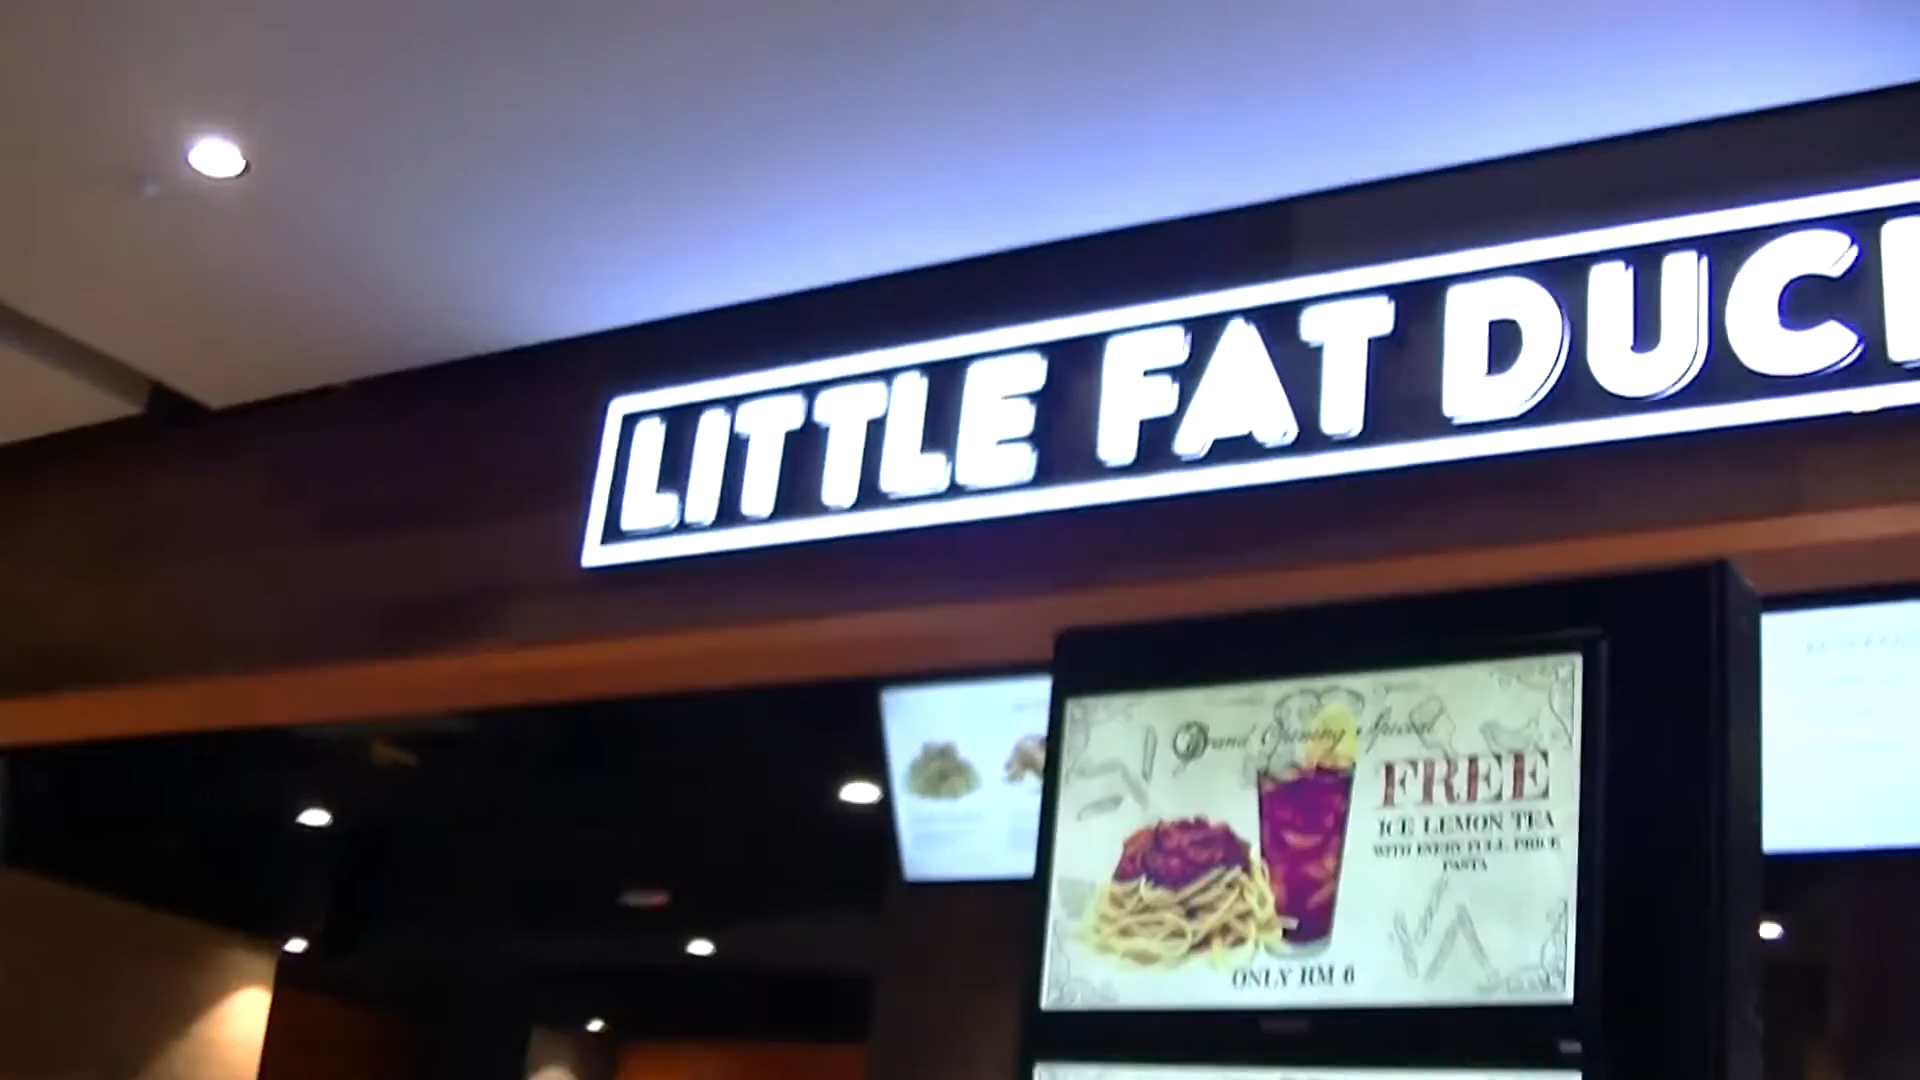 LITTLE FAT DUC
Grand Opening Special
FREE
ICE LEMON TEA
WITH EVERY FULL PRICE
PASTA
ONLY RM 6